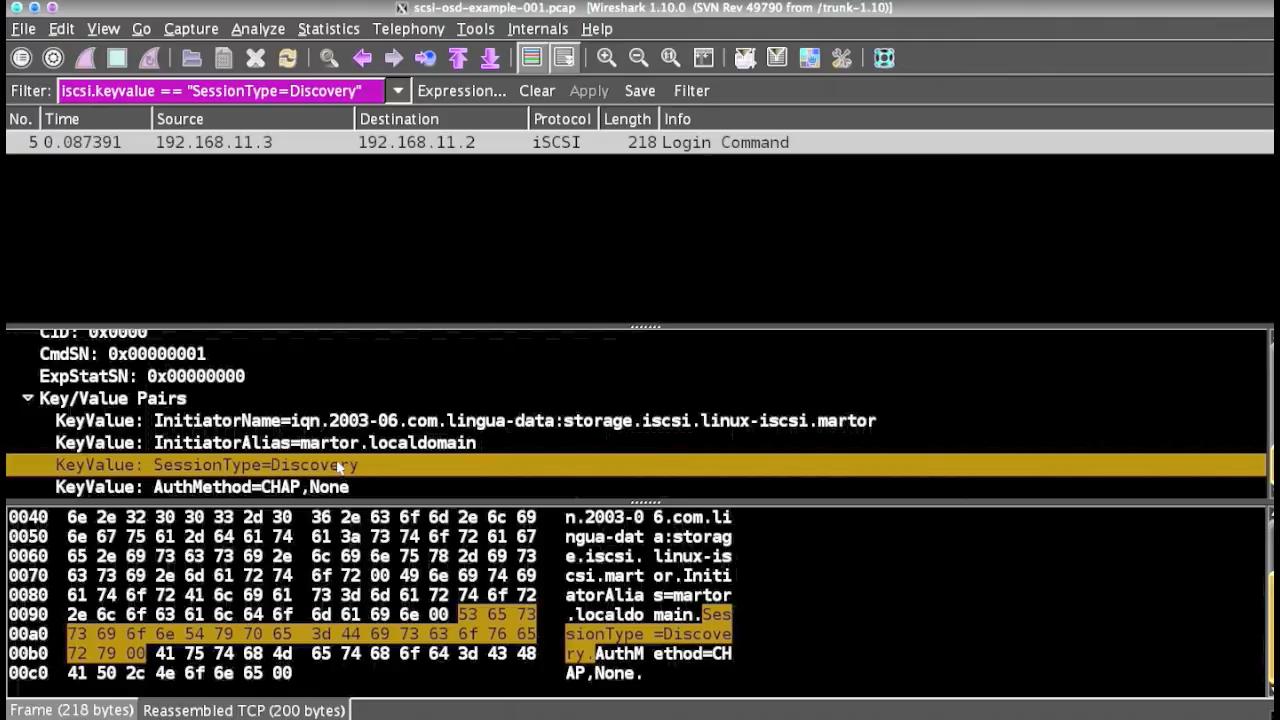 scsi-osd-example-001.pcap [Wireshark 1.10.0 (SVN Rev 49790 from /trunk-1.10)]
File Edit View Go Capture Analyze Statistics Telephony Tools Internals Help
Filter: iscsi.keyvalue == "SessionType=Discovery" Expression... Clear Apply Save Filter
No. Time Source Destination Protocol Length Info
5 0.087391 192.168.11.3 192.168.11.2 iSCSI 218 Login Command
CID: 0x0000
CmdSN: 0x00000001
ExpStatSN: 0x00000000
Key/Value Pairs
KeyValue: InitiatorName=iqn.2003-06.com.lingua-data:storage.iscsi.linux-iscsi.martor
KeyValue: InitiatorAlias=martor.localdomain
KeyValue: SessionType=Discovery
KeyValue: AuthMethod=CHAP,None
0040 6e 2e 32 30 30 33 2d 30 36 2e 63 6f 6d 2e 6c 69 n.2003-0 6.com.li
0050 6e 67 75 61 2d 64 61 74 61 3a 73 74 6f 72 61 67 ngua-dat a:storag
0060 65 2e 69 73 63 73 69 2e 6c 69 6e 75 78 2d 69 73 e.iscsi. linux-is
0070 63 73 69 2e 6d 61 72 74 6f 72 00 49 6e 69 74 69 csi.mart or.Initi
0080 61 74 6f 72 41 6c 69 61 73 3d 6d 61 72 74 6f 72 atorAlia s=martor
0090 2e 6c 6f 63 61 6c 64 6f 6d 61 69 6e 00 53 65 73 .localdo main.Ses
00a0 73 69 6f 6e 54 79 70 65 3d 44 69 73 63 6f 76 65 sionType =Discove
00b0 72 79 00 41 75 74 68 4d 65 74 68 6f 64 3d 43 48 ry.AuthM ethod=CH
00c0 41 50 2c 4e 6f 6e 65 00 AP,None.
Frame (218 bytes) Reassembled TCP (200 bytes)